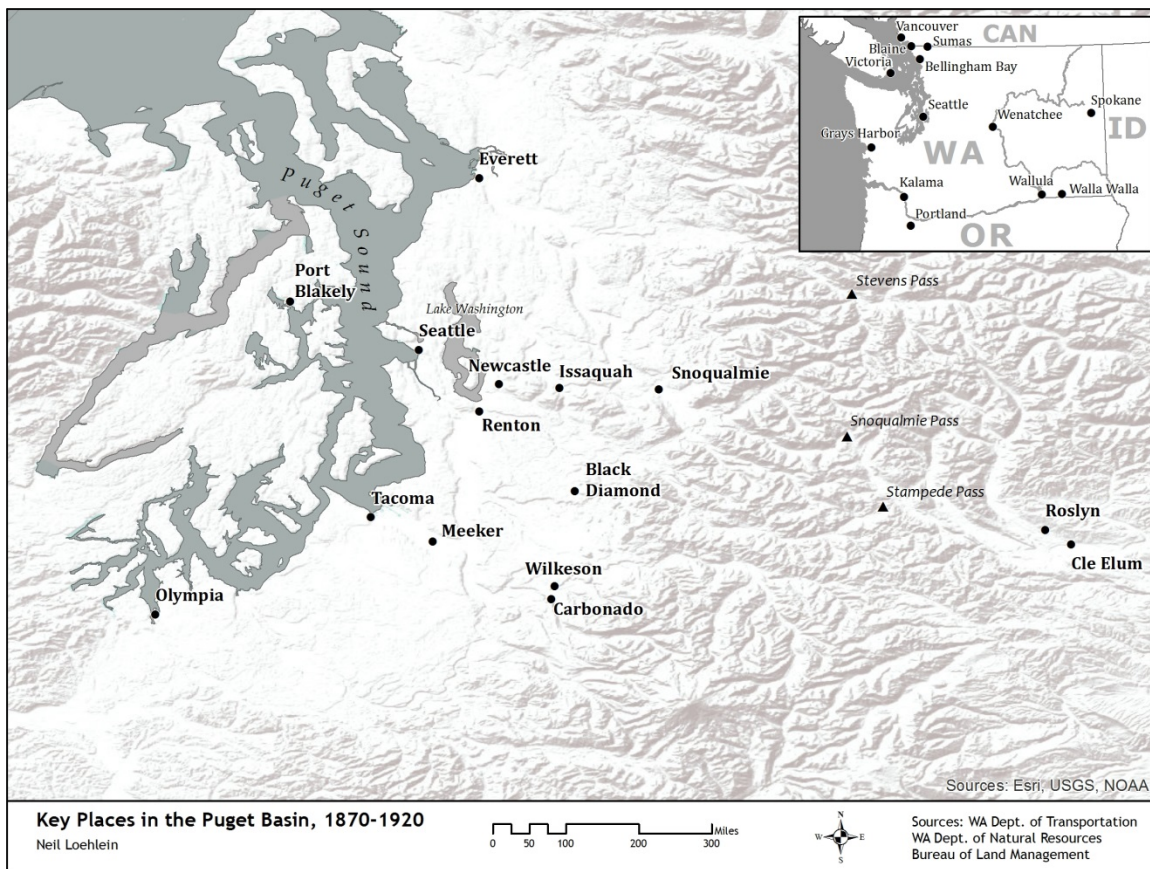 Vancouver
CAN
Blaine
Sumas
Victoria
Bellingham Bay
Seattle
Spokane
Wenatchee
ID
Grays Harbor
WA
Kalama
Wallula
Walla Walla
Portland
OR
Everett
Puget Sound
Port
Blakely
Stevens Pass
Lake Washington
Seattle
Newcastle
Issaquah
Snoqualmie
Renton
Snoqualmie Pass
Black
Diamond
Stampede Pass
Tacoma
Meeker
Roslyn
Cle Elum
Wilkeson
Carbonado
Olympia
Sources: Esri, USGS, NOAA
Key Places in the Puget Basin, 1870-1920
Neil Loehlein
Miles
0 50 100 200 300
N
W E
S
Sources: WA Dept. of Transportation
WA Dept. of Natural Resources
Bureau of Land Management